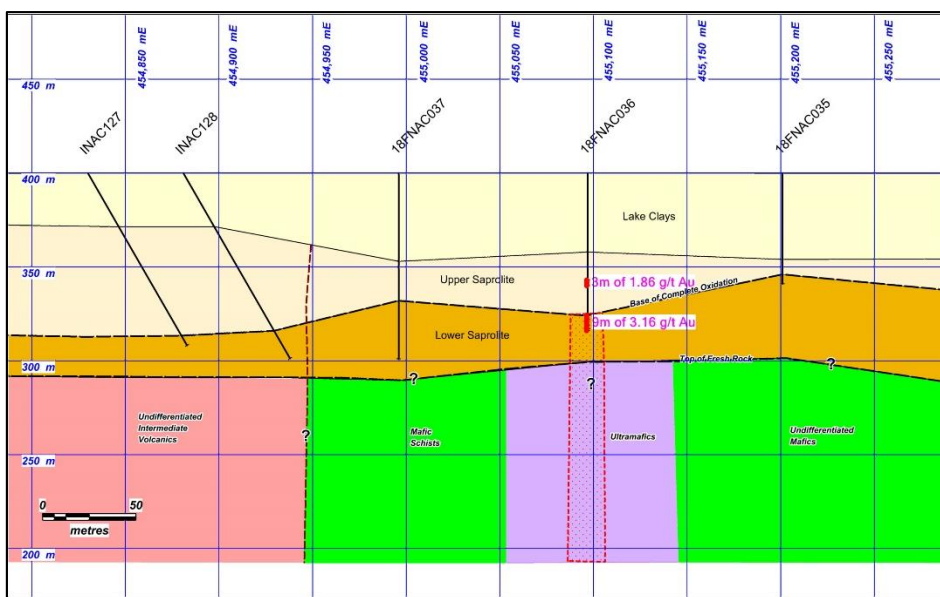 454,850 mE
454,900 mE
454,950 mE
455,000 mE
455,050 mE
455,100 mE
455,150 mE
455,200 mE
455,250 mE
450 m
INAC127
INAC128
18FNAC037
18FNAC036
18FNAC035
400 m
Lake Clays
350 m
Upper Saprolite
3m of 1.86 g/t Au
Base of Complete Oxidation
9m of 3.16 g/t Au
Lower Saprolite
300 m
Top of Fresh Rock
?
?
?
Undifferentiated
Intermediate
Volcanics
?
Mafic
Schists
Ultramafics
Undifferentiated
Mafics
250 m
0 50
metres
200 m